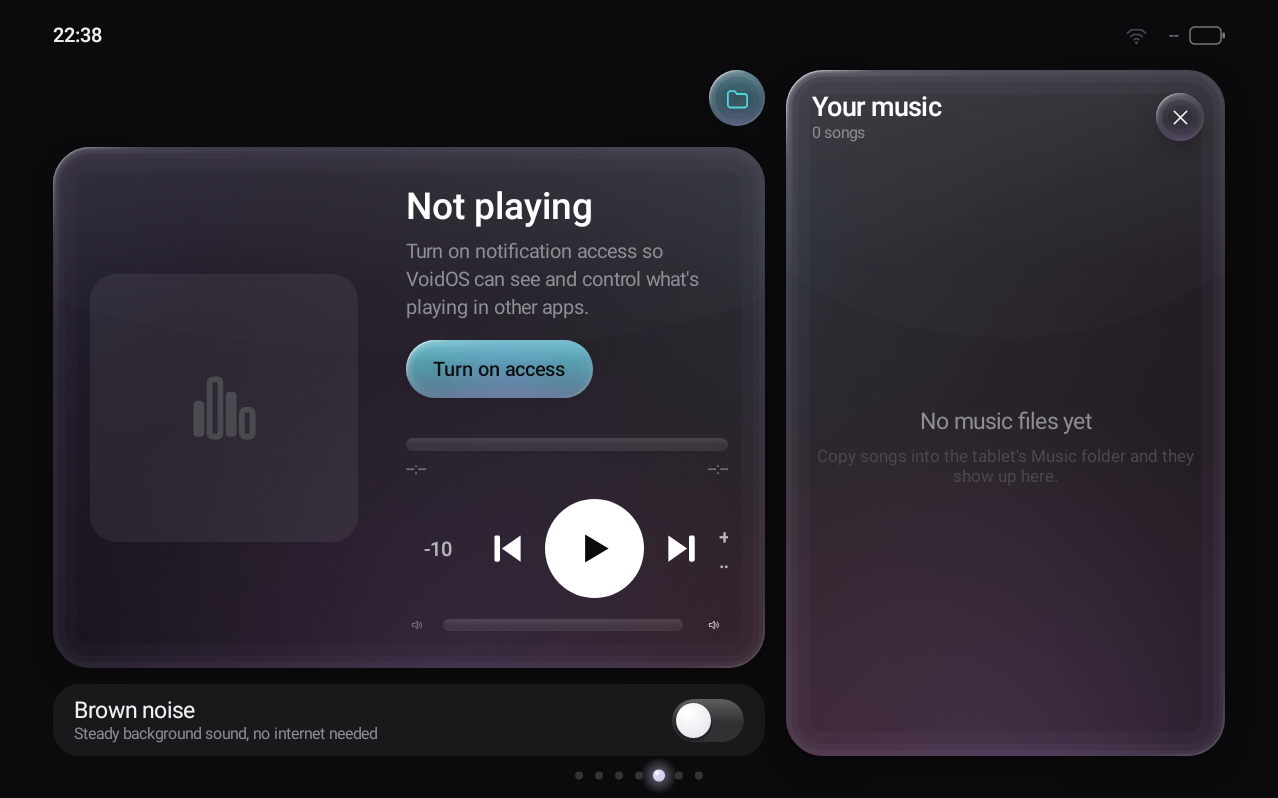 22:38
--
Your music
0 songs
Not playing
Turn on notification access so
VoidOS can see and control what's
playing in other apps.
Turn on access
--:--
--:--
-10
+
..
No music files yet
Copy songs into the tablet's Music folder and they
show up here.
Brown noise
Steady background sound, no internet needed